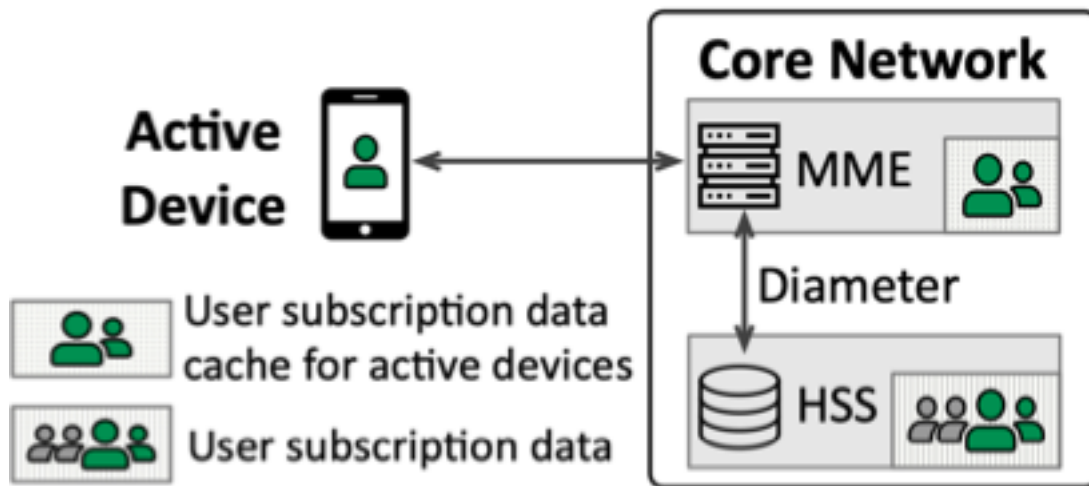 Core Network
Active
Device
MME
Diameter
HSS
User subscription data
cache for active devices
User subscription data